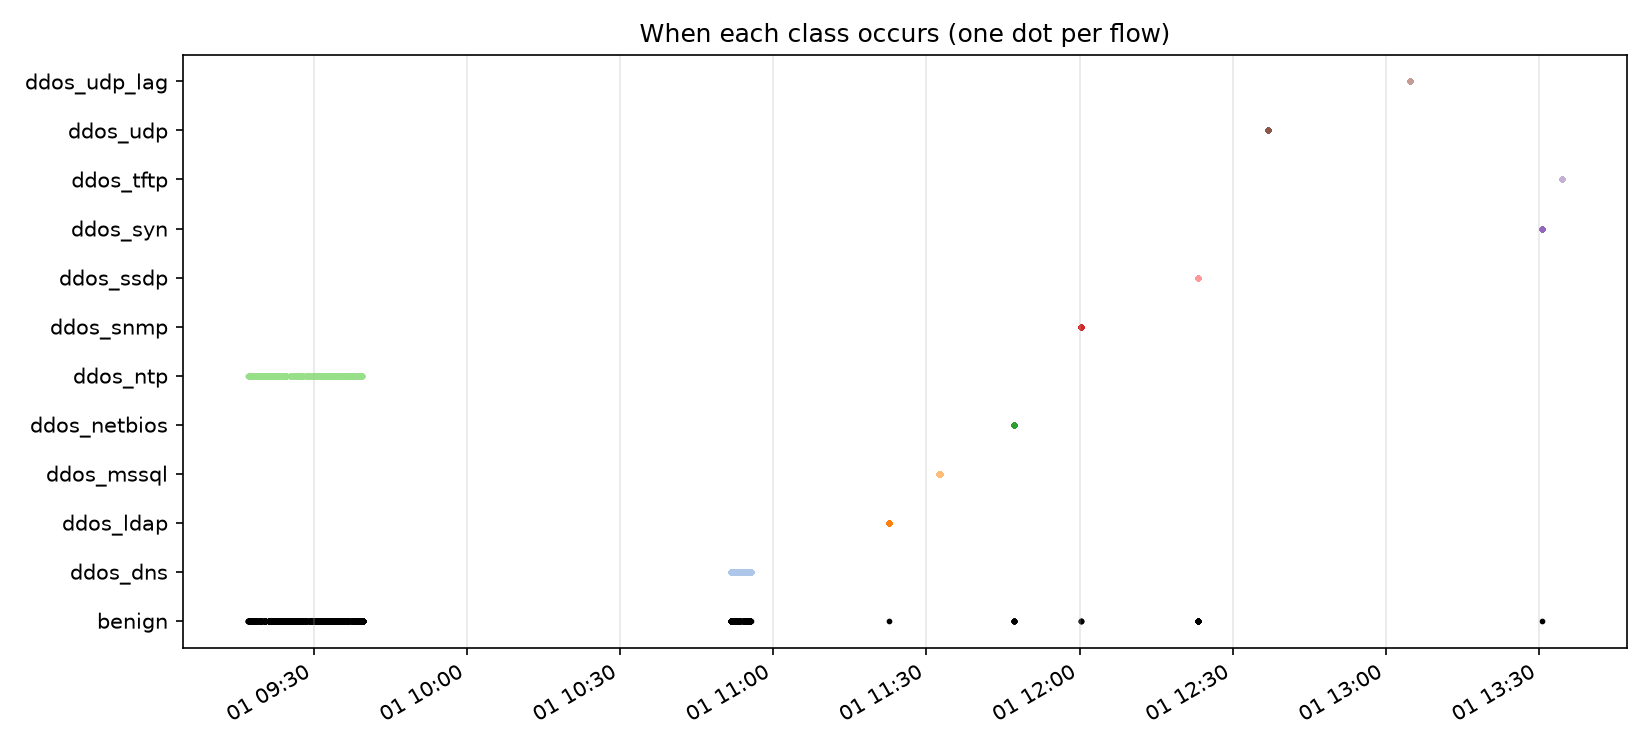 When each class occurs (one dot per flow)
ddos_udp_lag
ddos_udp
ddos_tftp
ddos_syn
ddos_ssdp
ddos_snmp
ddos_ntp
ddos_netbios
ddos_mssql
ddos_ldap
ddos_dns
benign
01 09:30
01 10:00
01 10:30
01 11:00
01 11:30
01 12:00
01 12:30
01 13:00
01 13:30